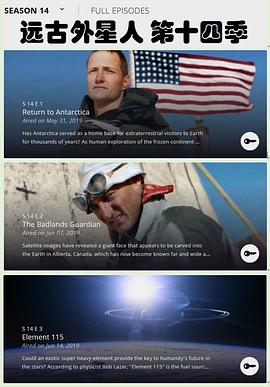 SEASON 14 FULL EPISODES
远古外星人 第十四季
S 14 E 1
Return to Antarctica
Aired on May 31, 2019
Has Antarctica served as a home base for extraterrestrial visitors to Earth
for thousands of years? As human exploration of the frozen continent ...
S 14 E 2
The Badlands Guardian
Aired on Jun 07, 2019
Satellite images have revealed a giant face that appears to be carved into
the Earth in Alberta, Canada, which has now become known far and wide a...
S 14 E 3
Element 115
Aired on Jun 14, 2019
Could an exotic super heavy element provide the key to humanity's future in
the stars? According to physicist Bob Lazar, "Element 115" is the fuel sourc...